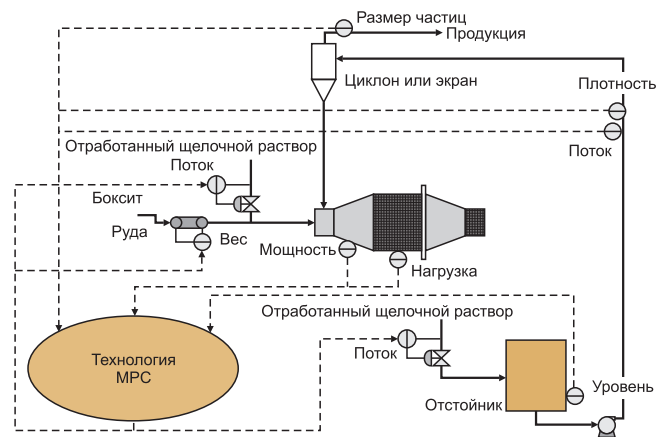 Размер частиц
Продукция
Циклон или экран
Плотность
Поток
Отработанный щелочной раствор
Поток
Боксит
Руда
Вес
Мощность
Нагрузка
Отработанный щелочной раствор
Поток
Технология
МРС
Уровень
Отстойник